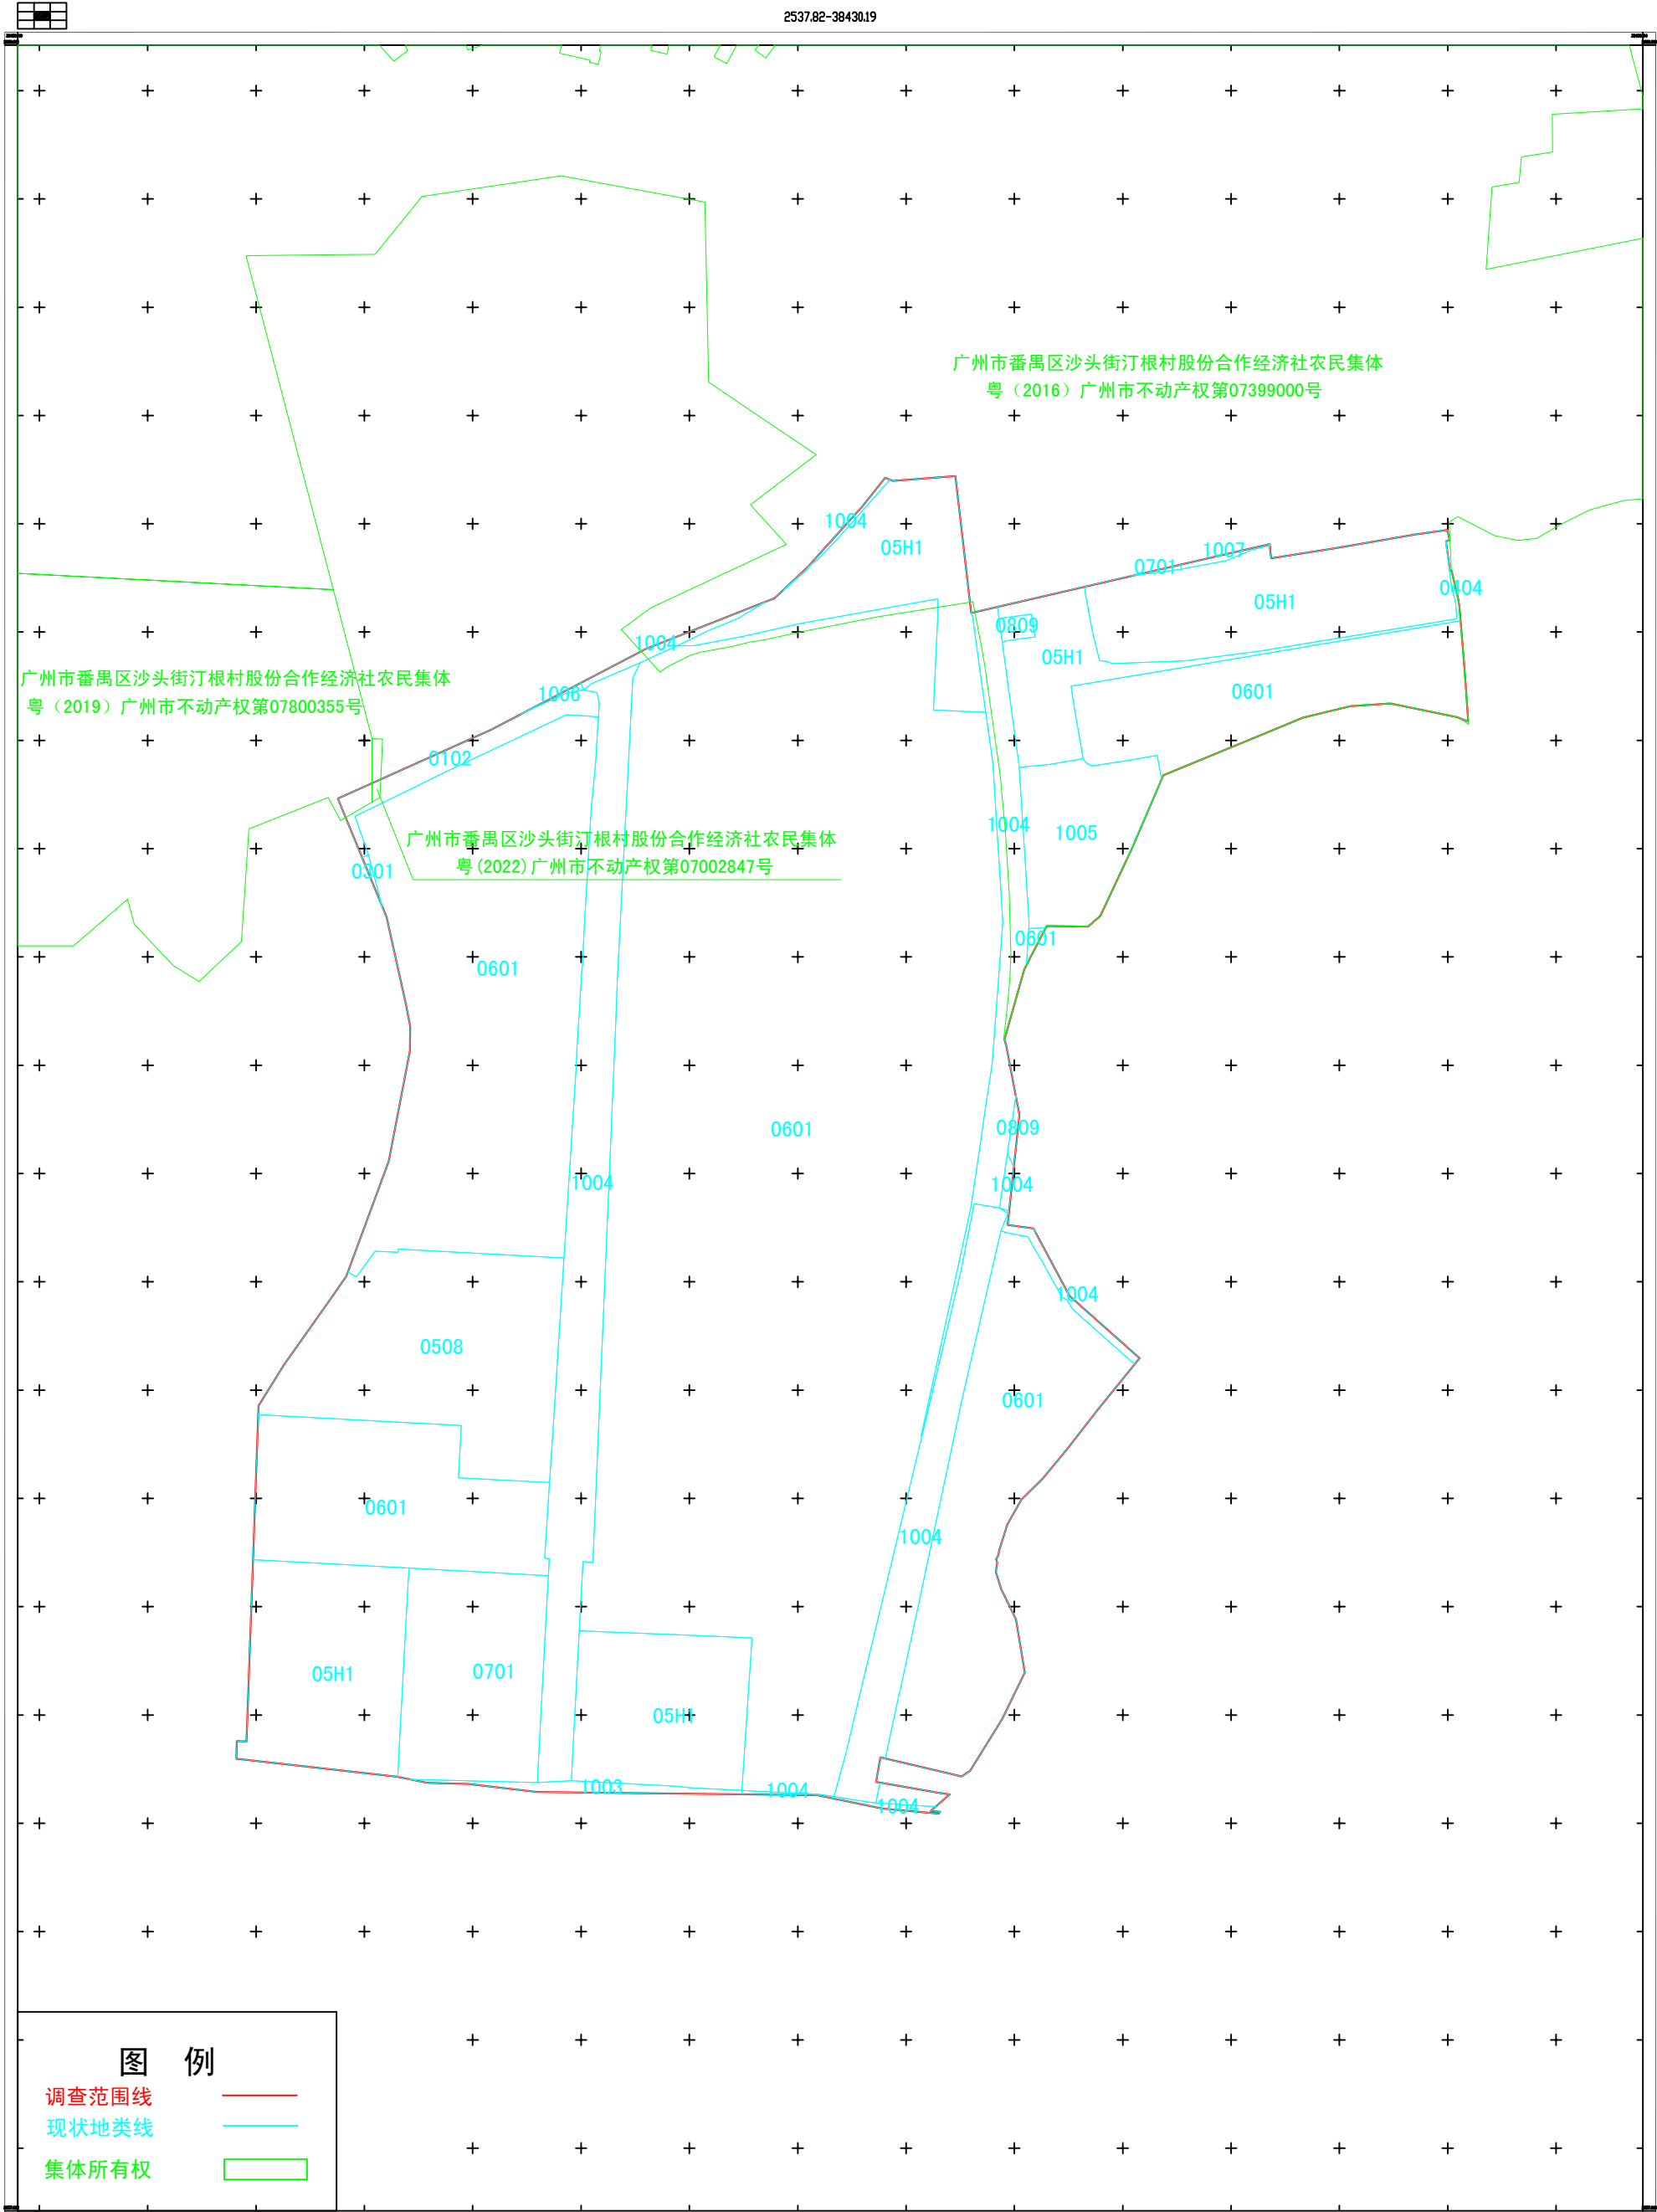 2537.82-38430.19
广州市番禺区沙头街汀根村股份合作经济社农民集体
粤（2016）广州市不动产权第07399000号
1004
05H1
1007
0701
0404
05H1
0809
1004
05H1
广州市番禺区沙头街汀根村股份合作经济社农民集体
粤（2019）广州市不动产权第07800355号
1006
0601
0102
1004
1005
广州市番禺区沙头街汀根村股份合作经济社农民集体
粤(2022)广州市不动产权第07002847号
0301
0601
0601
0809
0601
1004
1004
1004
0508
0601
0601
1004
05H1
0701
05H1
1003
1004
1004
图 例
调查范围线
现状地类线
集体所有权